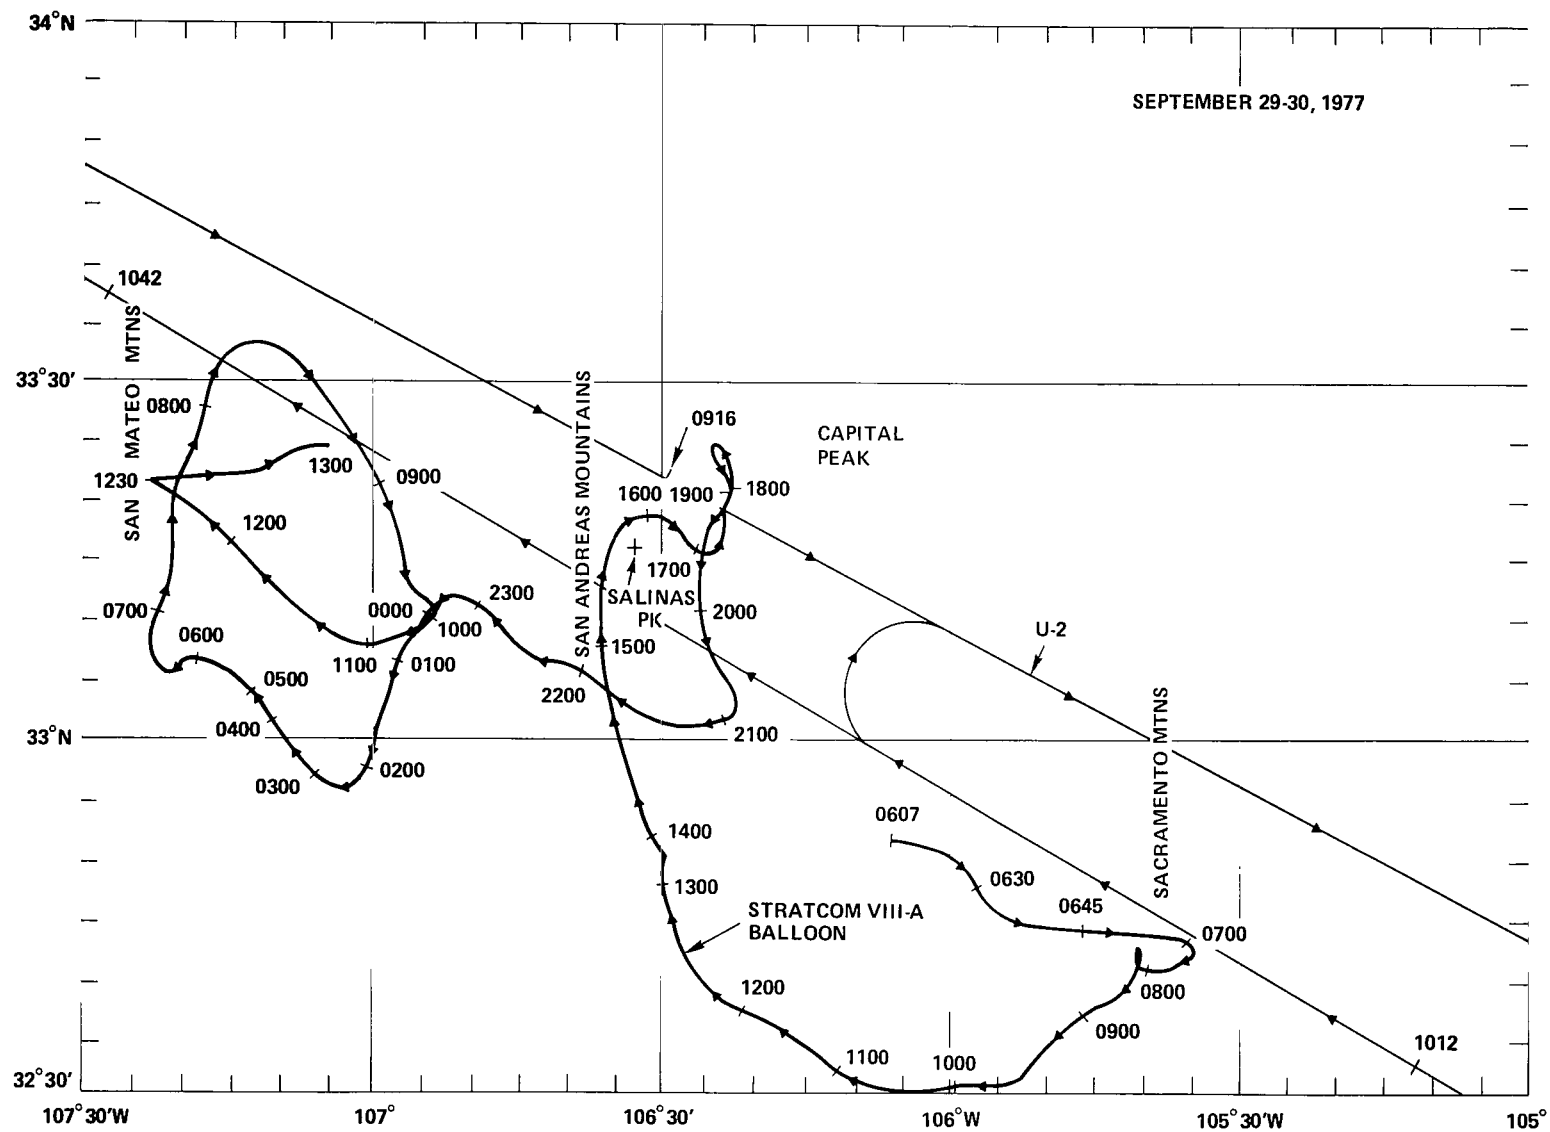 34°N
SEPTEMBER 29-30, 1977
1042
SAN MATEO MTNS
33°30'
0800
SAN ANDREAS MOUNTAINS
0916
CAPITAL
PEAK
1300
0900
1230
1600
1900
1800
1200
1700
2300
0000
SALINAS
PK
2000
0700
1000
U-2
0600
1100
0100
1500
0500
2200
SACRAMENTO MTNS
0400
2100
33°N
0200
0300
0607
1400
0630
1300
0645
STRATCOM VIII-A
BALLOON
0700
1200
0800
0900
1100
1000
1012
32°30'
107°30'W
107°
106°30'
106°W
105°30'W
105°